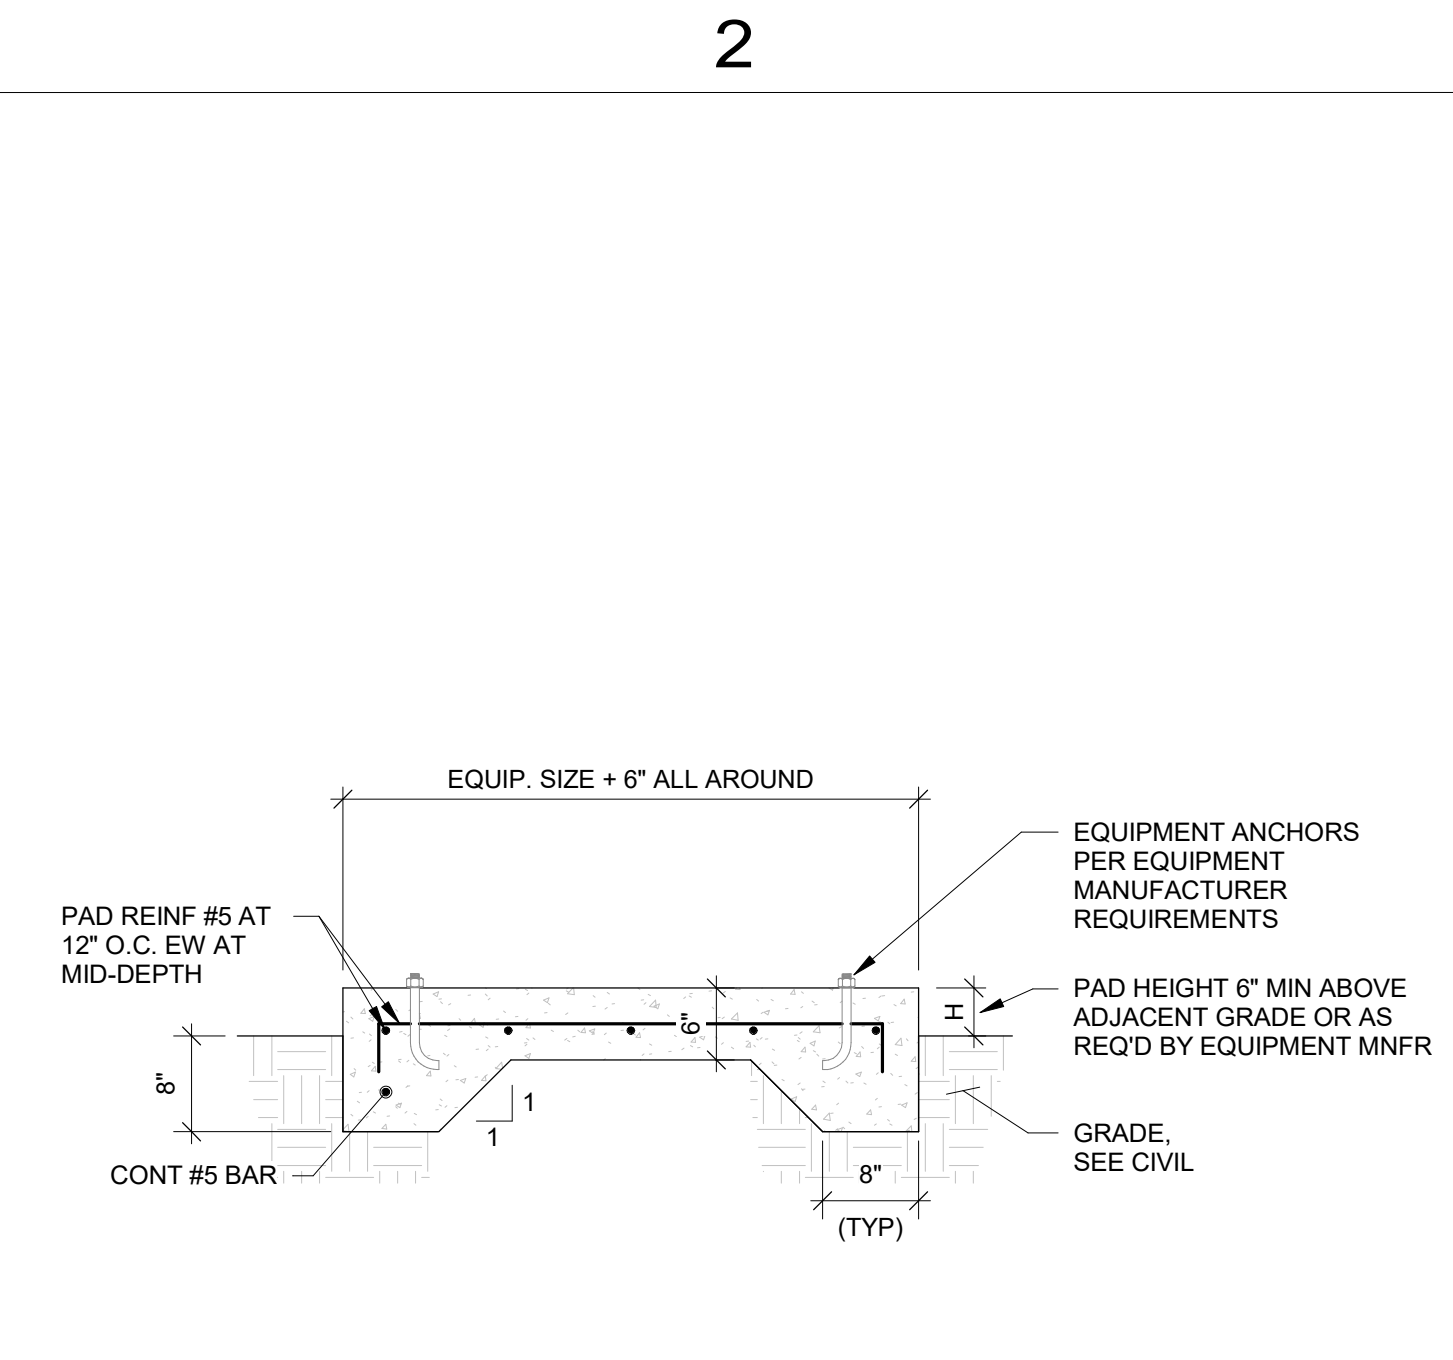 2
EQUIP. SIZE + 6" ALL AROUND
EQUIPMENT ANCHORS
PER EQUIPMENT
MANUFACTURER
REQUIREMENTS
PAD REINF #5 AT
12" O.C. EW AT
MID-DEPTH
PAD HEIGHT 6" MIN ABOVE
ADJACENT GRADE OR AS
REQ'D BY EQUIPMENT MNFR
H
6"
8"
1
1
GRADE,
SEE CIVIL
CONT #5 BAR
8"
(TYP)